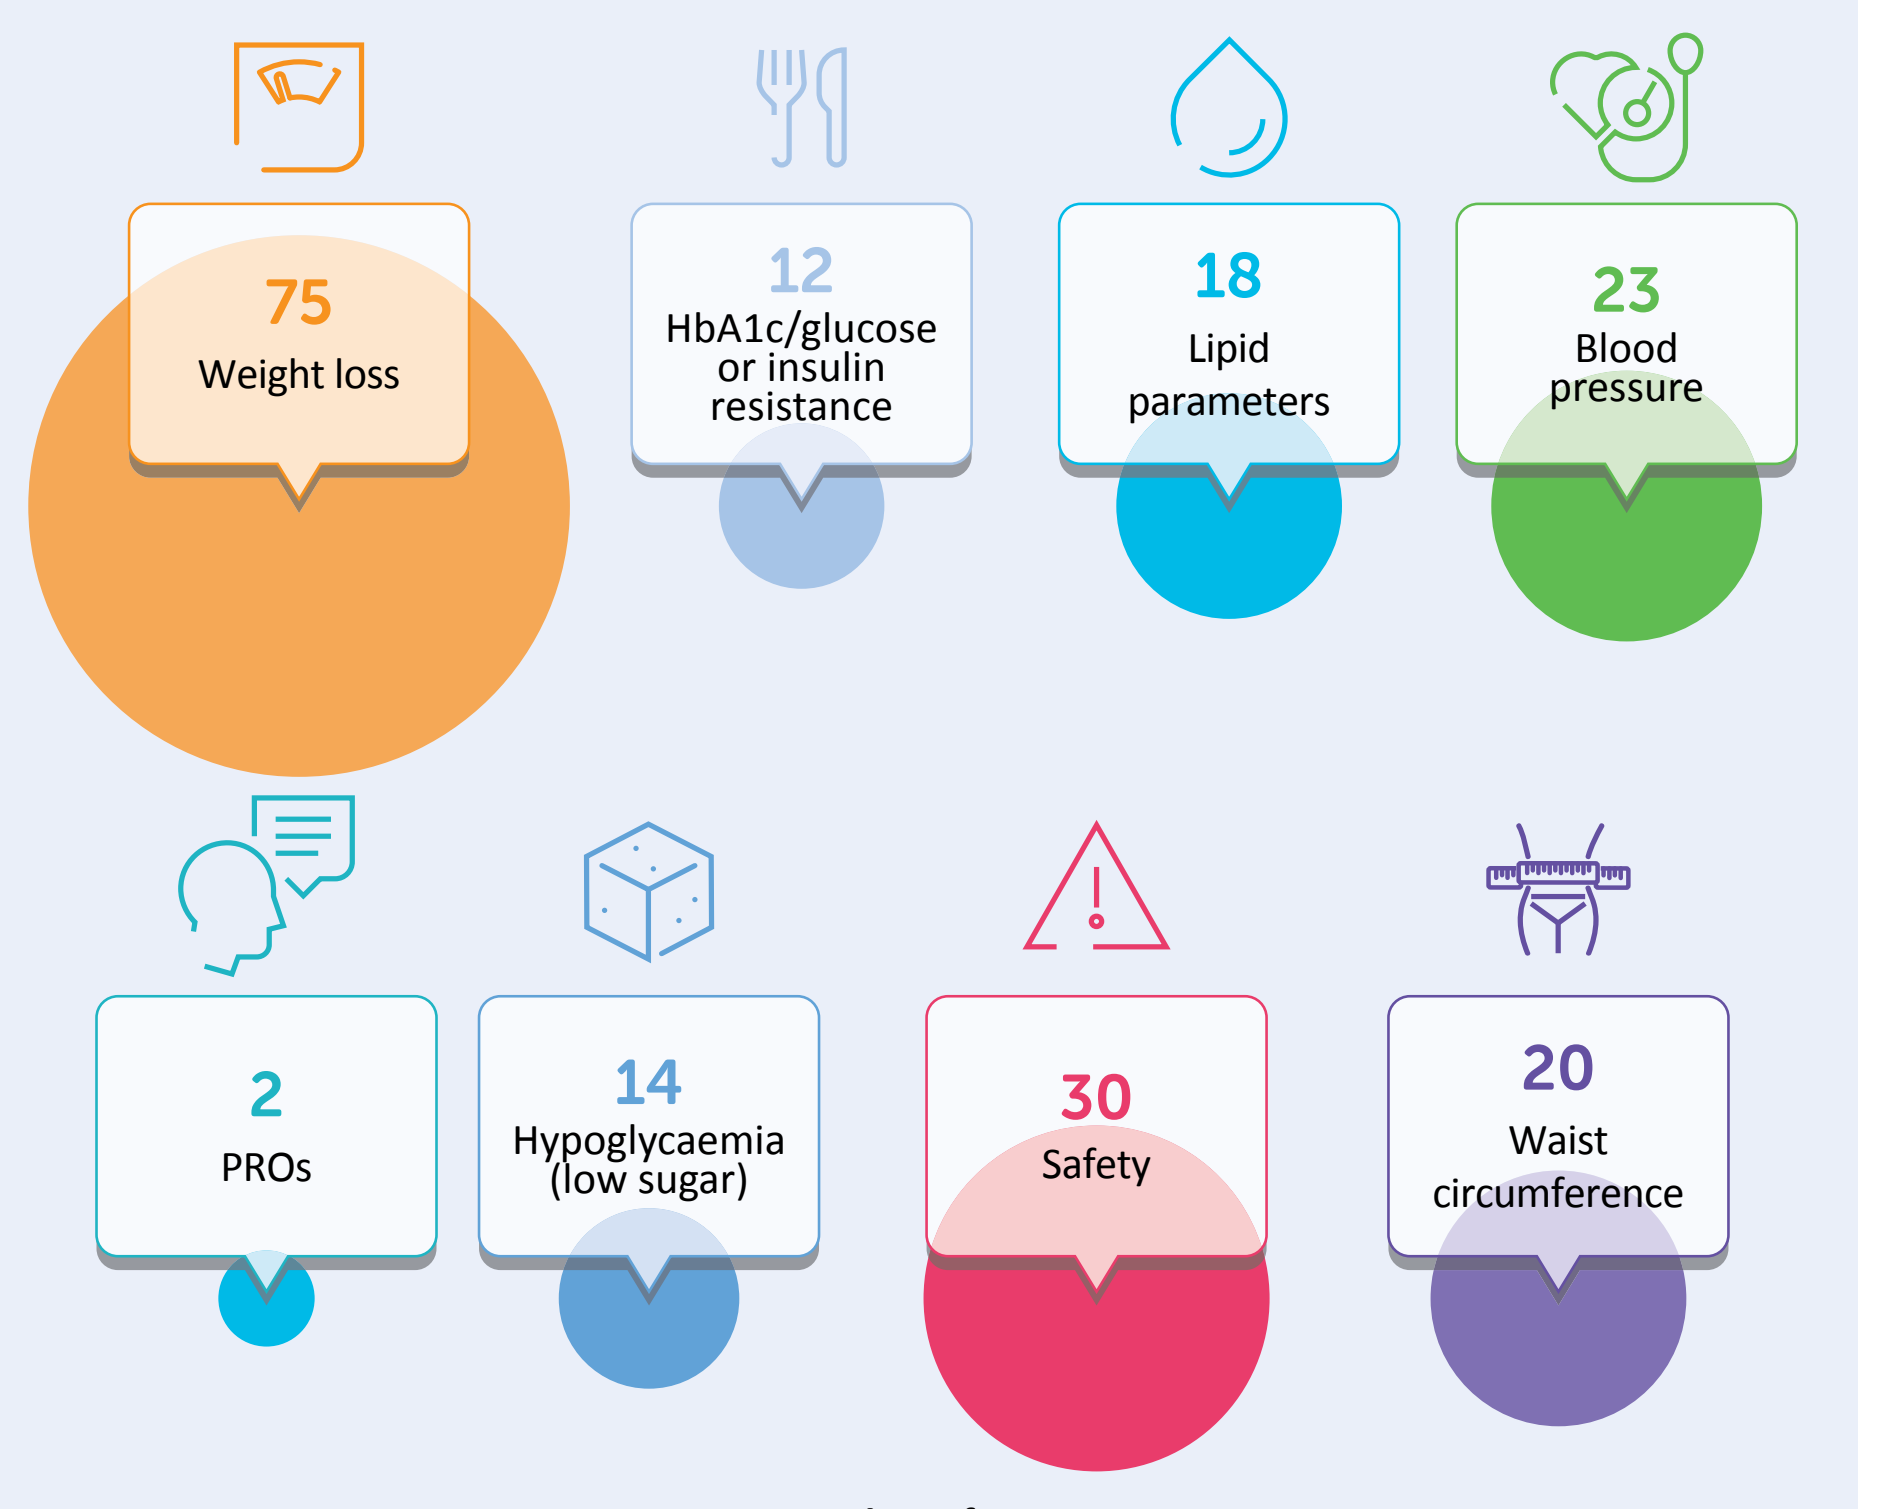 75
Weight loss
12
HbA1c/glucose
or insulin
resistance
18
Lipid
parameters
23
Blood
pressure
2
PROs
14
Hypoglycaemia
(low sugar)
30
Safety
20
Waist
circumference